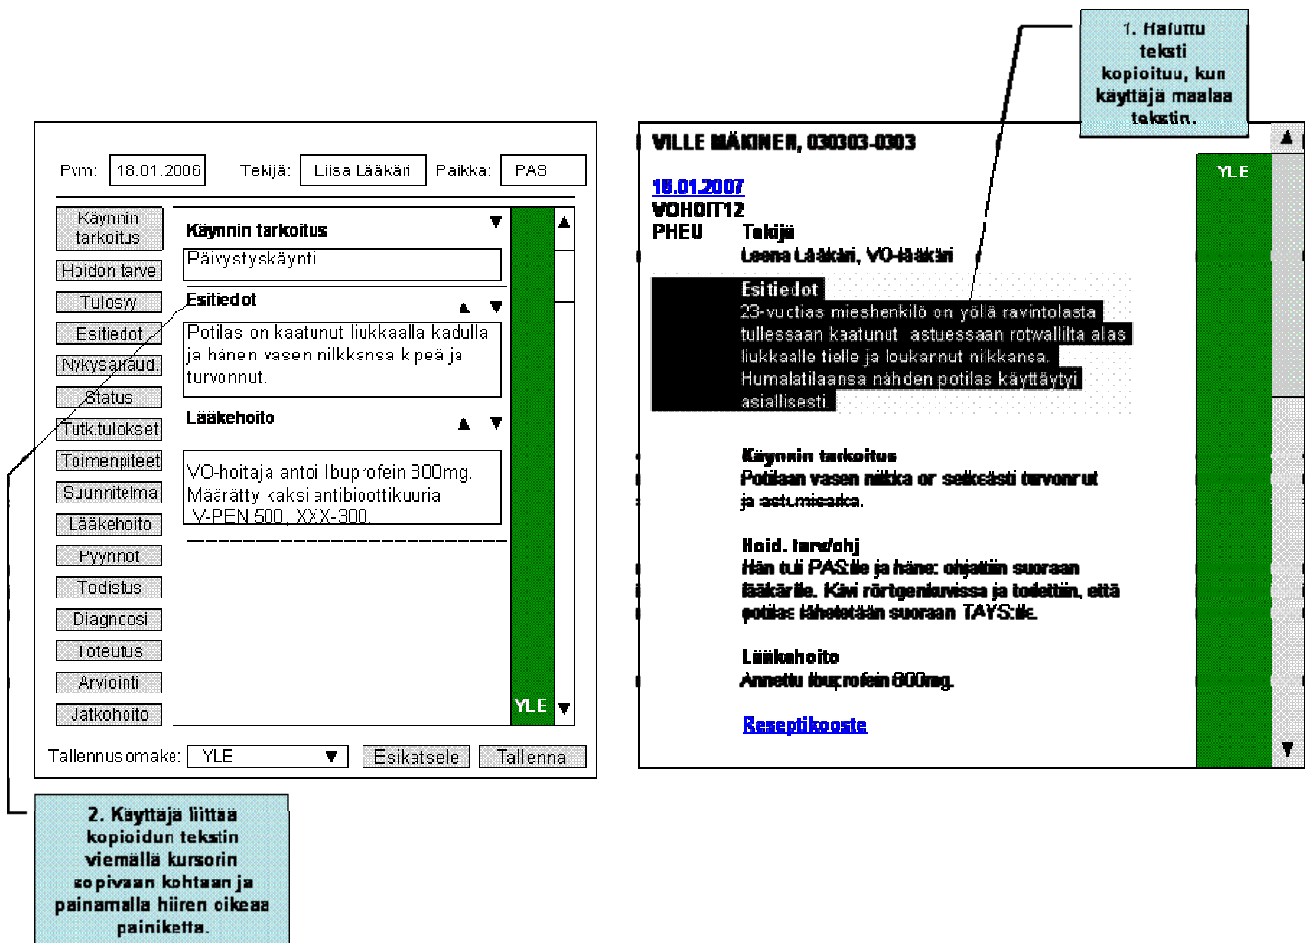 1. Haluttu
teksti
kopioituu, kun
käyttäjä maalaa
tekstin.
Pvm: 18.01.2006 Tekijä: Liisa Lääkäri Paikka: PAS
Käynnin
tarkoitus
Hoidon tarve
Tulosyy
Esitiedot
Nykysairaud.
Status
Tutk.tulokset
Toimenpiteet
Suunnitelma
Lääkehoito
Pyynnöt
Todistus
Diagnoosi
Toteutus
Arviointi
Jatkohoito
Käynnin tarkoitus
Päivystyskäynti
Esitiedot
Potilas on kaatunut liukkaalla kadulla
ja hänen vasen nilkkansa kipeä ja
turvonnut.
Lääkehoito
VO-hoitaja antoi Ibuprofein 300mg.
Määrätty kaksi antibioottikuuria
V-PEN 500, XXX-300.
YLE
Tallennusomake: YLE Esikatsele Tallenna
2. Käyttäjä liittää
kopioidun tekstin
viemällä kursorin
sopivaan kohtaan ja
painamalla hiiren oikeaa
painiketta.
VILLE MÄKINEN, 030303-0303
YLE
18.01.2007
VOHOIT12
PHEU Tekijä
Leena Lääkäri, VO-lääkäri
Esitiedot
23-vuotias mieshenkilö on yöllä ravintolasta
tullessaan kaatunut astuessaan rotvallilta alas
liukkaalle tielle ja loukannut nilkkansa.
Humalatilaansa nähden potilas käyttäytyi
asiallisesti.
Käynnin tarkoitus
Potilaan vasen nilkka on selkeästi turvonnut
ja astumisarka.
Hoid. tarve/ohj
Hän tuli PAS:lle ja hänet ohjattiin suoraan
lääkärille. Kävi röntgenkuvissa ja todettiin, että
potilas lähetetään suoraan TAYS:lle.
Lääkehoito
Annettu Ibuprofein 800mg.
Reseptikooste